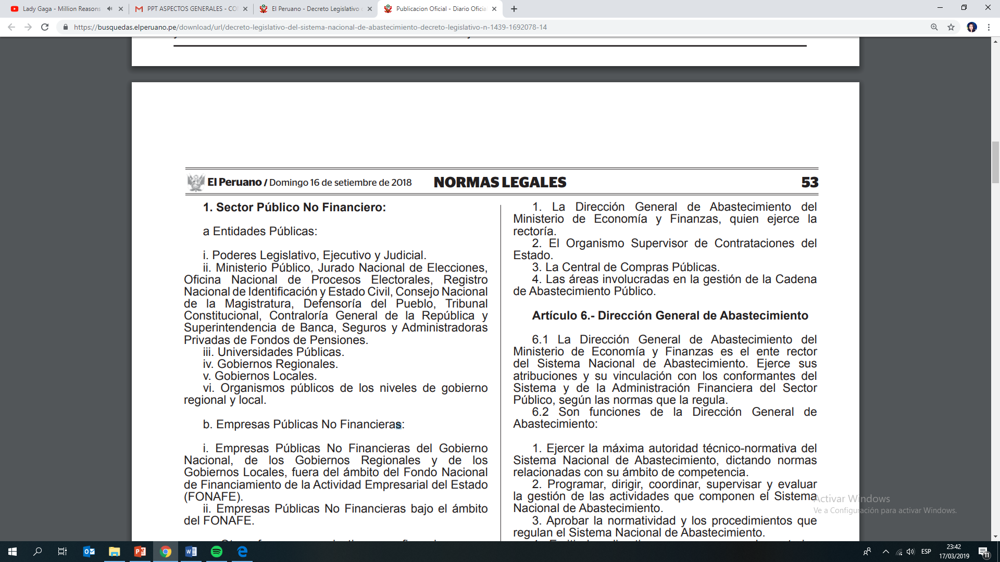 Lady Gaga - Million Reasons
PPT ASPECTOS GENERALES - CO
El Peruano - Decreto Legislativo
Publicacion Oficial - Diario Oficia
https://busquedas.elperuano.pe/download/url/decreto-legislativo-del-sistema-nacional-de-abastecimiento-decreto-legislativo-n-1439-1692078-14
El Peruano / Domingo 16 de setiembre de 2018
NORMAS LEGALES
53
1. Sector Público No Financiero:
a Entidades Públicas:
i. Poderes Legislativo, Ejecutivo y Judicial.
ii. Ministerio Público, Jurado Nacional de Elecciones,
Oficina Nacional de Procesos Electorales, Registro
Nacional de Identificación y Estado Civil, Consejo Nacional
de la Magistratura, Defensoría del Pueblo, Tribunal
Constitucional, Contraloría General de la República y
Superintendencia de Banca, Seguros y Administradoras
Privadas de Fondos de Pensiones.
iii. Universidades Públicas.
iv. Gobiernos Regionales.
v. Gobiernos Locales.
vi. Organismos públicos de los niveles de gobierno
regional y local.
b. Empresas Públicas No Financieras:
i. Empresas Públicas No Financieras del Gobierno
Nacional, de los Gobiernos Regionales y de los
Gobiernos Locales, fuera del ámbito del Fondo Nacional
de Financiamiento de la Actividad Empresarial del Estado
(FONAFE).
ii. Empresas Públicas No Financieras bajo el ámbito
del FONAFE.
1. La Dirección General de Abastecimiento del
Ministerio de Economía y Finanzas, quien ejerce la
rectoría.
2. El Organismo Supervisor de Contrataciones del
Estado.
3. La Central de Compras Públicas.
4. Las áreas involucradas en la gestión de la Cadena
de Abastecimiento Público.
Artículo 6.- Dirección General de Abastecimiento
6.1 La Dirección General de Abastecimiento del
Ministerio de Economía y Finanzas es el ente rector
del Sistema Nacional de Abastecimiento. Ejerce sus
atribuciones y su vinculación con los conformantes del
Sistema y de la Administración Financiera del Sector
Público, según las normas que la regula.
6.2 Son funciones de la Dirección General de
Abastecimiento:
1. Ejercer la máxima autoridad técnico-normativa del
Sistema Nacional de Abastecimiento, dictando normas
relacionadas con su ámbito de competencia.
2. Programar, dirigir, coordinar, supervisar y evaluar
la gestión de las actividades que componen el Sistema
Nacional de Abastecimiento.
3. Aprobar la normatividad y los procedimientos que
regulan el Sistema Nacional de Abastecimiento.
Activar Windows
Ve a Configuración para activar Windows.
ESP
23:42
17/03/2019
11